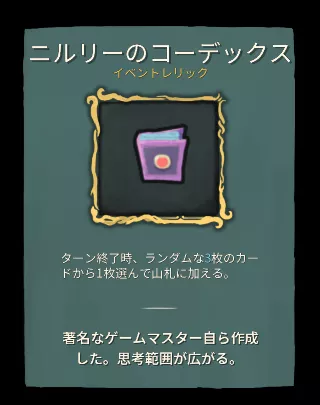 ニルリーのコーデックス
イベントレリック
ターン終了時、ランダムな3枚のカー
ドから1枚選んで山札に加える。
著名なゲームマスター自ら作成
した。思考範囲が広がる。